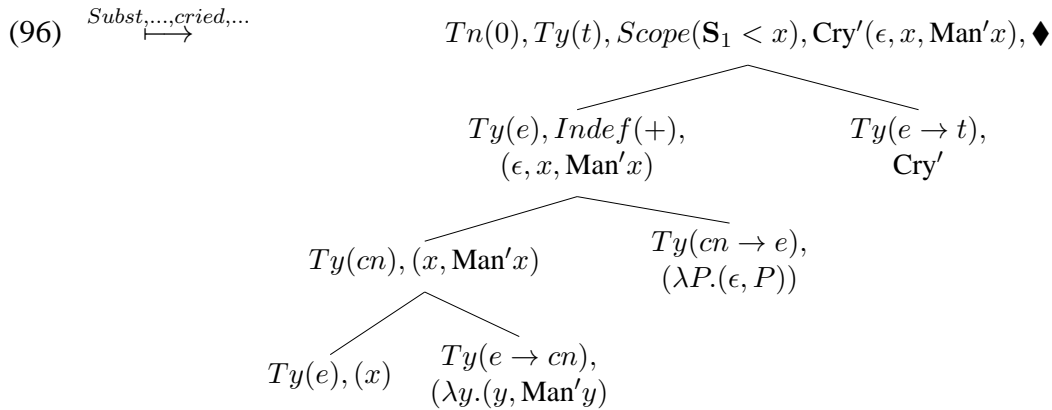 (96) Subst,...,cried,... ⟼ Tn(0), Ty(t), Scope(S₁ < x), Cry′(ϵ, x, Man′x), ♦
Ty(e), Indef(+), Ty(e → t),
(ϵ, x, Man′x) Cry′
Ty(cn), (x, Man′x) Ty(cn → e),
(λP.(ϵ, P))
Ty(e), (x) Ty(e → cn),
(λy.(y, Man′y)